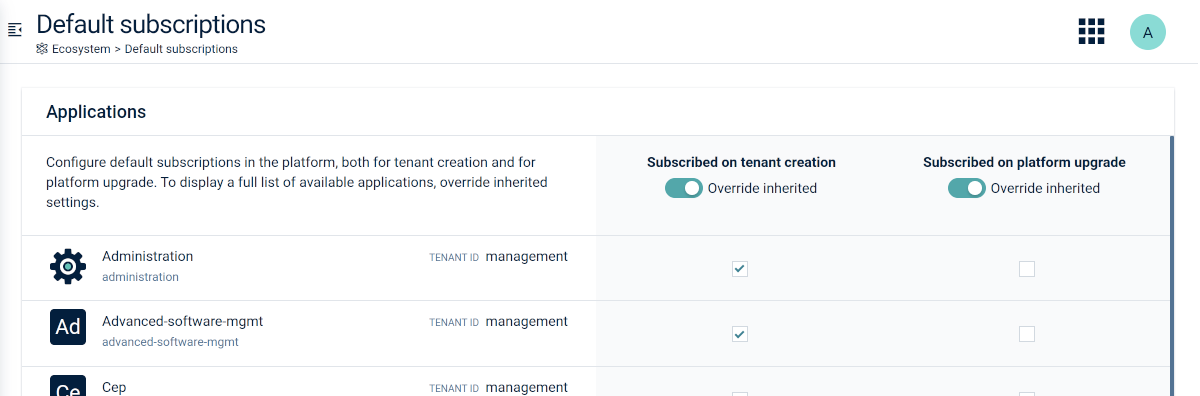 Default subscriptions
Ecosystem > Default subscriptions
A
Applications
Configure default subscriptions in the platform, both for tenant creation and for
platform upgrade. To display a full list of available applications, override inherited
settings.
Subscribed on tenant creation
Override inherited
Subscribed on platform upgrade
Override inherited
Administration
administration
TENANT ID management
Ad
Advanced-software-mgmt
advanced-software-mgmt
TENANT ID management
Ce
Cep
TENANT ID management